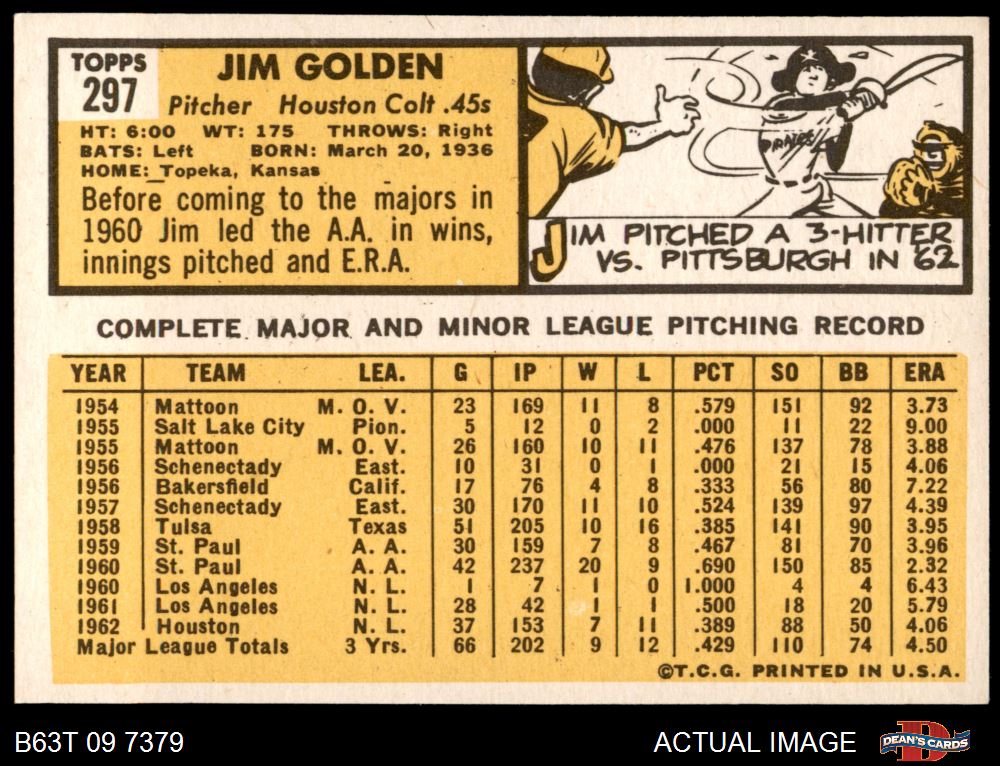 TOPPS
297
JIM GOLDEN
Pitcher Houston Colt .45s
HT: 6:00 WT: 175 THROWS: Right
BATS: Left BORN: March 20, 1936
HOME: Topeka, Kansas
Before coming to the majors in
1960 Jim led the A.A. in wins,
innings pitched and E.R.A.
PIRATES
JIM PITCHED A 3-HITTER
VS. PITTSBURGH IN 62
COMPLETE MAJOR AND MINOR LEAGUE PITCHING RECORD
YEAR TEAM LEA. G IP W L PCT SO BB ERA
1954 Mattoon M. O. V. 23 169 11 8 .579 151 92 3.73
1955 Salt Lake City Pion. 5 12 0 2 .000 11 22 9.00
1955 Mattoon M. O. V. 26 160 10 11 .476 137 78 3.88
1956 Schenectady East. 10 31 0 1 .000 21 15 4.06
1956 Bakersfield Calif. 17 76 4 8 .333 56 80 7.22
1957 Schenectady East. 30 170 11 10 .524 139 97 4.39
1958 Tulsa Texas 51 205 10 16 .385 141 90 3.95
1959 St. Paul A. A. 30 159 7 8 .467 81 70 3.96
1960 St. Paul A. A. 42 237 20 9 .690 150 85 2.32
1960 Los Angeles N. L. 1 7 1 0 1.000 4 4 6.43
1961 Los Angeles N. L. 28 42 1 1 .500 18 20 5.79
1962 Houston N. L. 37 153 7 11 .389 88 50 4.06
Major League Totals 3 Yrs. 66 202 9 12 .429 110 74 4.50
©T.C.G. PRINTED IN U.S.A.
B63T 09 7379
ACTUAL IMAGE
D
DEAN'S CARDS